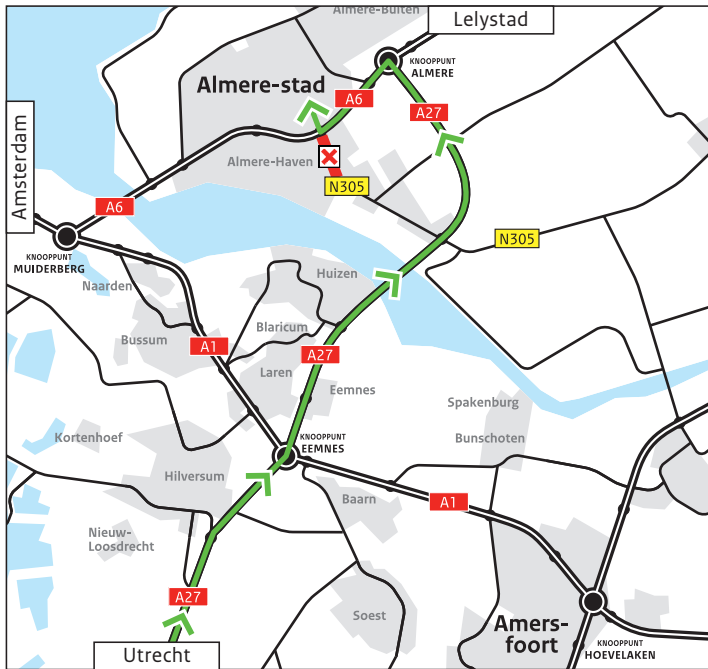 Almere-Buiten
Lelystad
KNOOPPUNT
ALMERE
Almere-stad
A6
A27
Almere-Haven
N305
Amsterdam
A6
N305
KNOOPPUNT
MUIDERBERG
Naarden
Huizen
Blaricum
Bussum
A1
A27
Laren
Eemnes
Spakenburg
Kortenhoef
KNOOPPUNT
EEMNES
Bunschoten
Hilversum
Baarn
A1
Nieuw-
Loosdrecht
A27
Soest
Amers-
foort
KNOOPPUNT
HOEVELAKEN
Utrecht